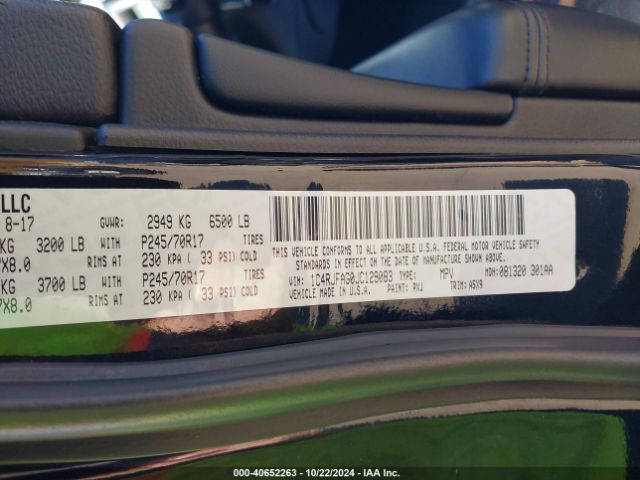 LLC
8-17 GVWR: 2949 KG 6500 LB
KG 3200 LB WITH P245/70R17 TIRES
7X8.0 RIMS AT 230 KPA ( 33 PSI) COLD
KG 3700 LB WITH P245/70R17 TIRES
7X8.0 RIMS AT 230 KPA ( 33 PSI) COLD
THIS VEHICLE CONFORMS TO ALL APPLICABLE U.S.A. FEDERAL MOTOR VEHICLE SAFETY
STANDARDS IN EFFECT ON THE DATE OF MANUFACTURE SHOWN ABOVE.
VIN: 1C4RJFAG0JC129083 TYPE: MPV MDH: 081320 301AA
VEHICLE MADE IN U.S.A. PAINT: PXJ TRIM: A6X9
000-40652263 - 10/22/2024 - IAA Inc.